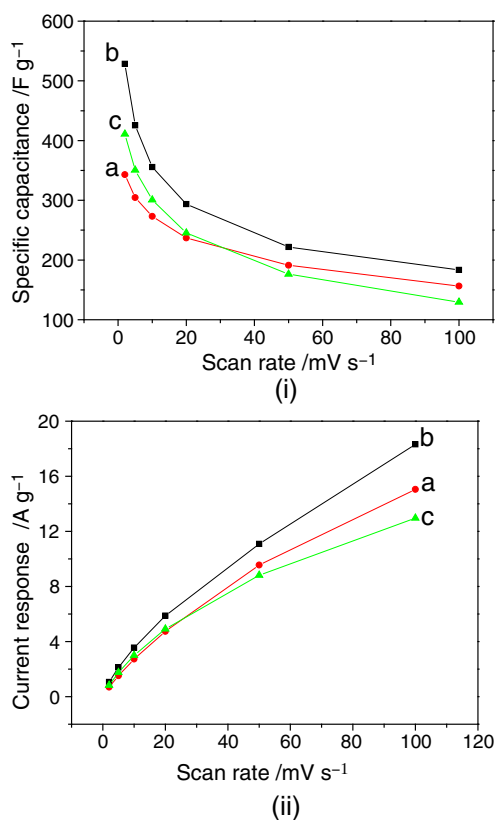 600
500
400
300
200
100
Specific capacitance /F g⁻¹
b
c
a
0 20 40 60 80 100
Scan rate /mV s⁻¹
(i)
20
16
12
8
4
0
Current response /A g⁻¹
b
a
c
0 20 40 60 80 100 120
Scan rate /mV s⁻¹
(ii)